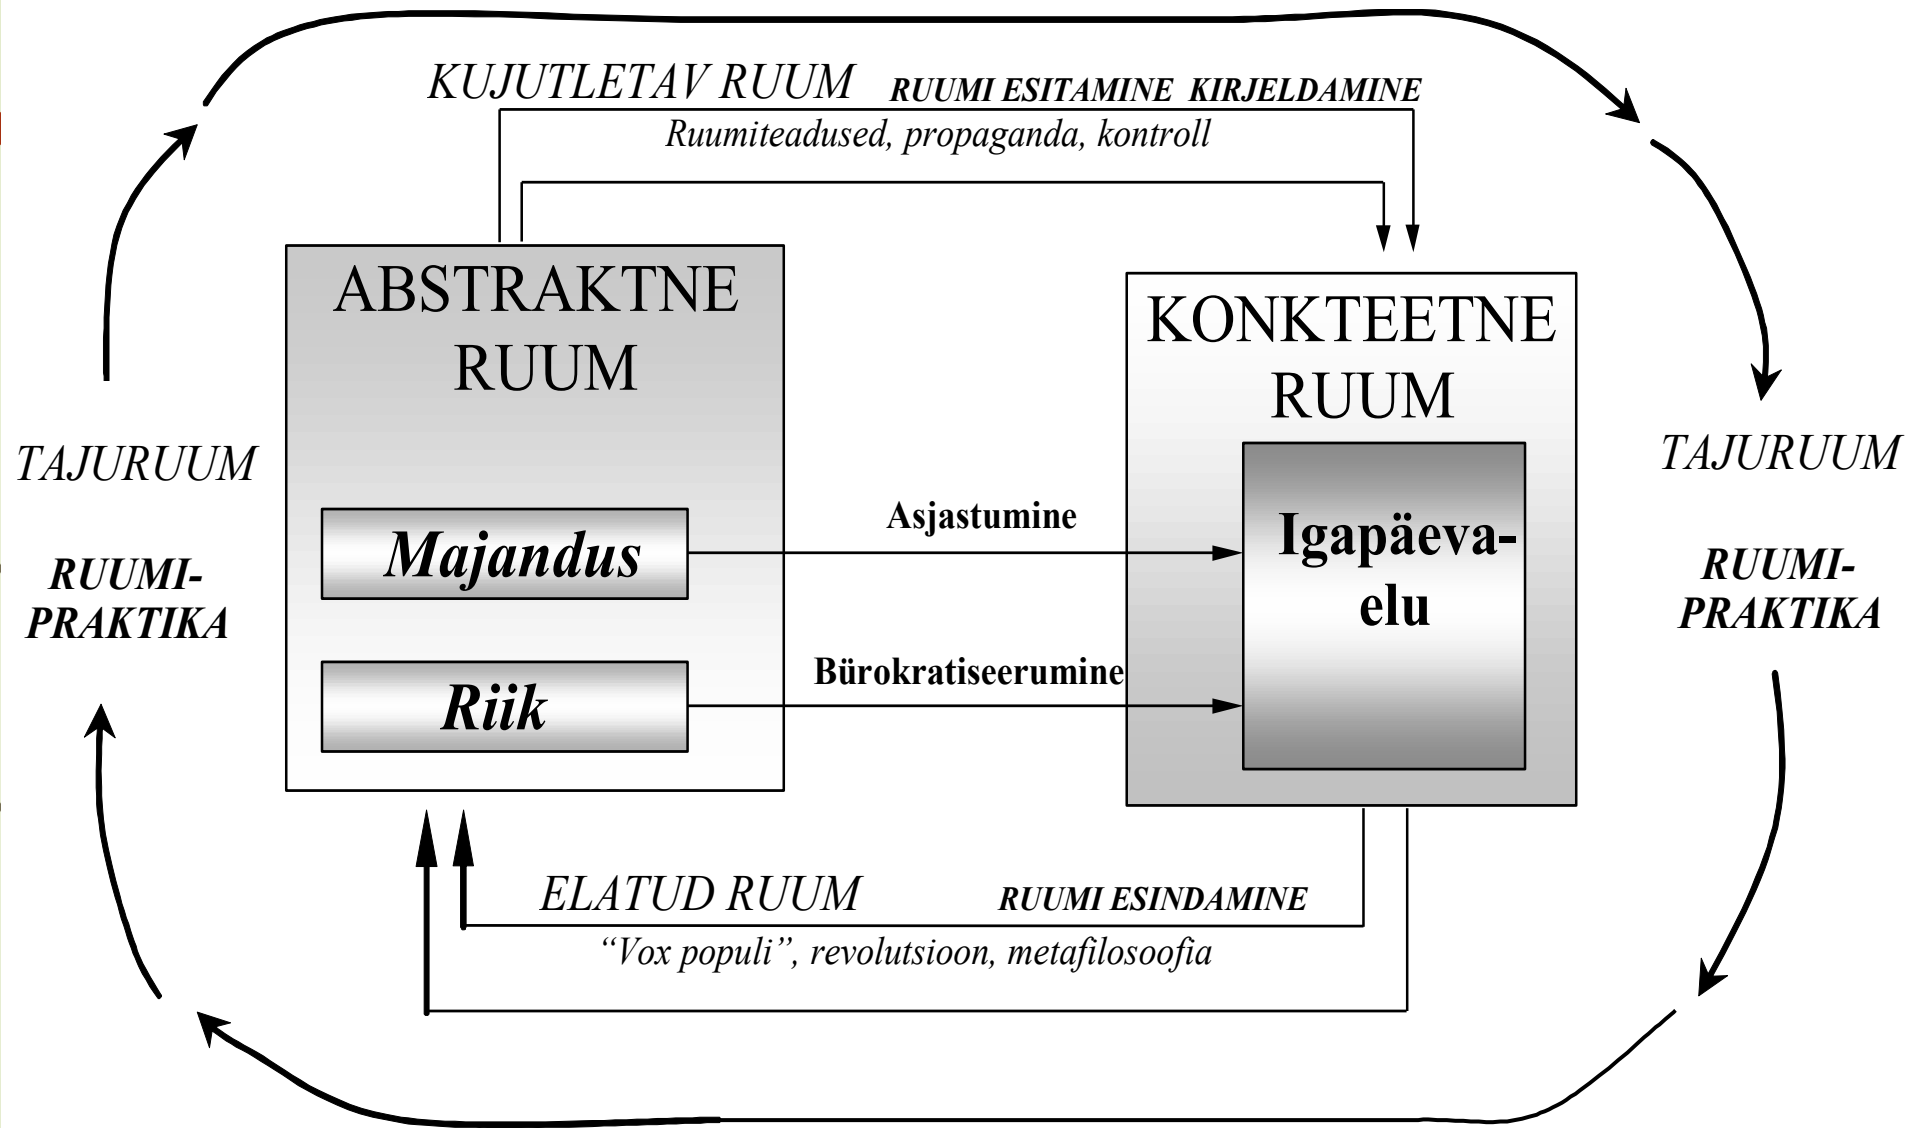 KUJUTLETAV RUUM RUUMI ESITAMINE KIRJELDAMINE
Ruumiteadused, propaganda, kontroll
ABSTRAKTNE
RUUM
KONKTEETNE
RUUM
TAJURUUM
RUUMI-
PRAKTIKA
Majandus
Riik
Asjastumine
Bürokratiseerumine
Igapäeva-
elu
TAJURUUM
RUUMI-
PRAKTIKA
ELATUD RUUM RUUMI ESINDAMINE
“Vox populi”, revolutsioon, metafilosoofia